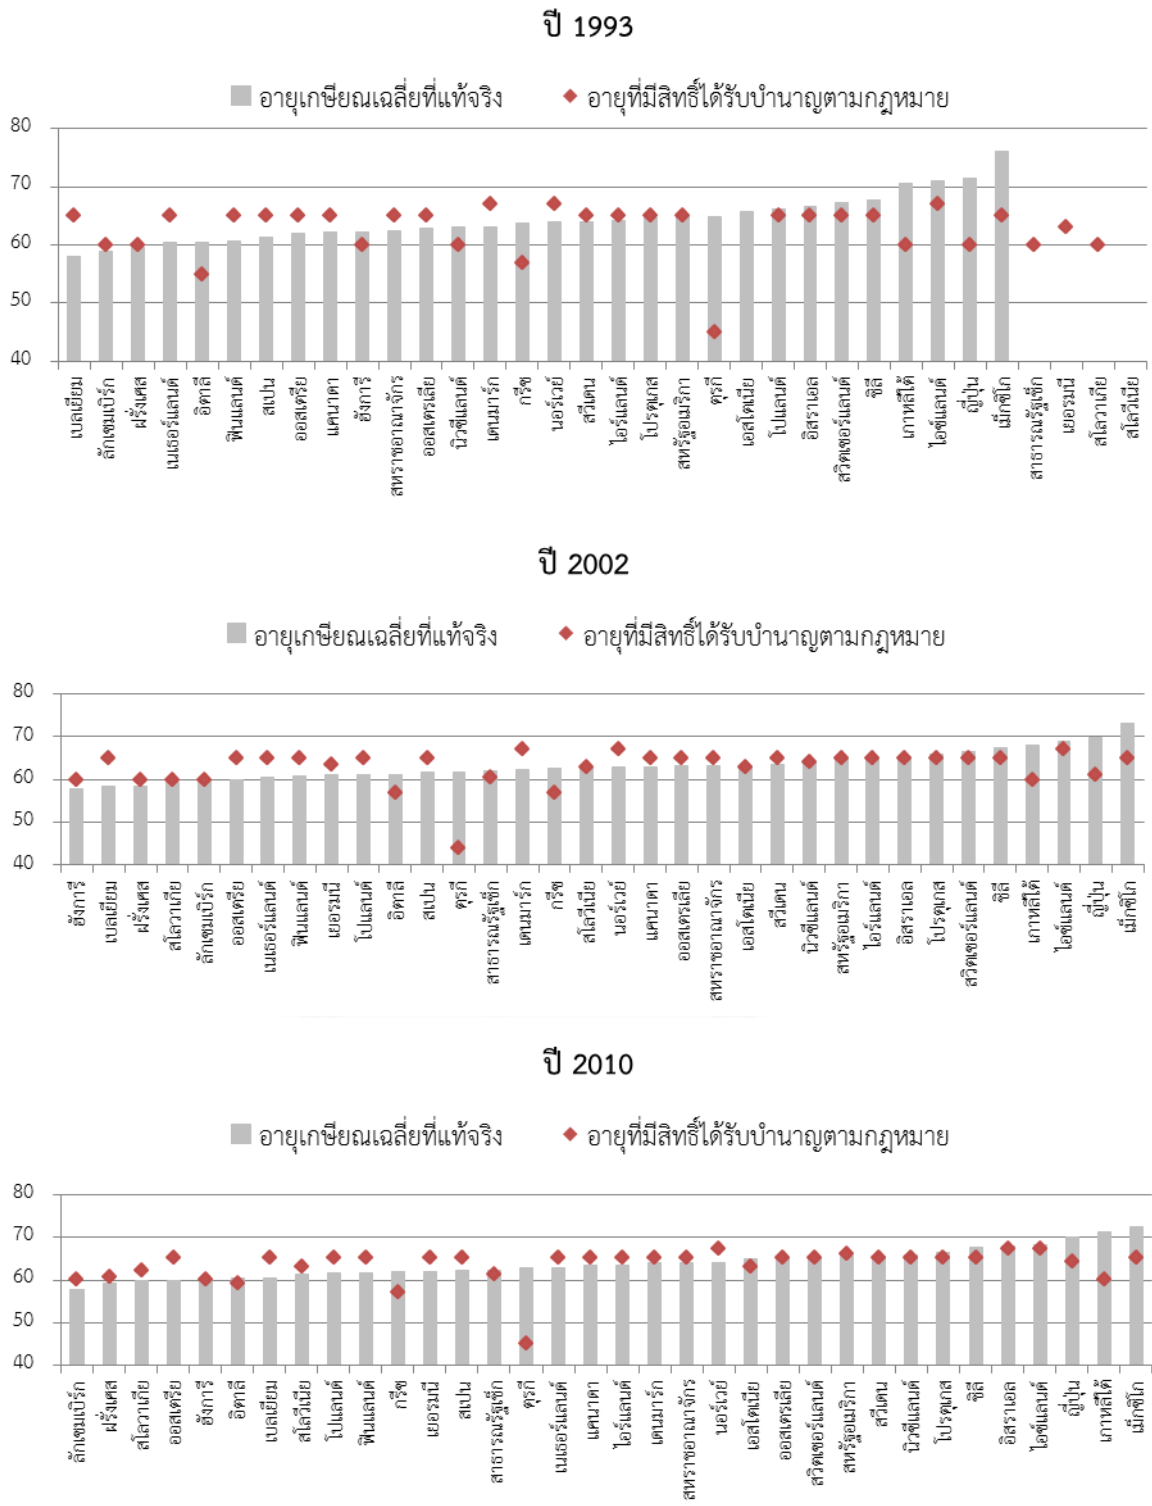 ปี 1993
อายุเกษียณเฉลี่ยที่แท้จริง อายุที่มีสิทธิ์ได้รับบำนาญตามกฎหมาย
80
70
60
50
40
เบลเยียม
ลักเซมเบิร์ก
ฝรั่งเศส
เนเธอร์แลนด์
อิตาลี
ฟินแลนด์
สเปน
ออสเตรีย
แคนาดา
ฮังการี
สหราชอาณาจักร
ออสเตรเลีย
นิวซีแลนด์
เดนมาร์ก
กรีซ
นอร์เวย์
สวีเดน
ไอร์แลนด์
โปรตุเกส
สหรัฐอเมริกา
ตุรกี
เอสโตเนีย
โปแลนด์
อิสราเอล
สวิตเซอร์แลนด์
ชิลี
เกาหลีใต้
ไอซ์แลนด์
ญี่ปุ่น
เม็กซิโก
สาธารณรัฐเช็ก
เยอรมนี
สโลวาเกีย
สโลวีเนีย
ปี 2002
อายุเกษียณเฉลี่ยที่แท้จริง อายุที่มีสิทธิ์ได้รับบำนาญตามกฎหมาย
80
70
60
50
40
ฮังการี
เบลเยียม
ฝรั่งเศส
สโลวาเกีย
ลักเซมเบิร์ก
ออสเตรีย
เนเธอร์แลนด์
ฟินแลนด์
เยอรมนี
โปแลนด์
อิตาลี
สเปน
ตุรกี
สาธารณรัฐเช็ก
เดนมาร์ก
กรีซ
สโลวีเนีย
นอร์เวย์
แคนาดา
ออสเตรเลีย
สหราชอาณาจักร
เอสโตเนีย
สวีเดน
นิวซีแลนด์
สหรัฐอเมริกา
ไอร์แลนด์
อิสราเอล
โปรตุเกส
สวิตเซอร์แลนด์
ชิลี
เกาหลีใต้
ไอซ์แลนด์
ญี่ปุ่น
เม็กซิโก
ปี 2010
อายุเกษียณเฉลี่ยที่แท้จริง อายุที่มีสิทธิ์ได้รับบำนาญตามกฎหมาย
80
70
60
50
40
ลักเซมเบิร์ก
ฝรั่งเศส
สโลวาเกีย
ออสเตรีย
ฮังการี
อิตาลี
เบลเยียม
สโลวีเนีย
โปแลนด์
ฟินแลนด์
กรีซ
เยอรมนี
สเปน
สาธารณรัฐเช็ก
ตุรกี
เนเธอร์แลนด์
แคนาดา
ไอร์แลนด์
เดนมาร์ก
สหราชอาณาจักร
นอร์เวย์
เอสโตเนีย
ออสเตรเลีย
สวิตเซอร์แลนด์
สหรัฐอเมริกา
สวีเดน
นิวซีแลนด์
โปรตุเกส
ชิลี
อิสราเอล
ไอซ์แลนด์
ญี่ปุ่น
เกาหลีใต้
เม็กซิโก